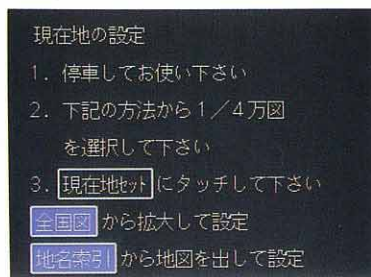 現在地の設定
1. 停車してお使い下さい
2. 下記の方法から1/4万図
を選択して下さい
3. 現在地ｾｯﾄ にタッチして下さい
全国図 から拡大して設定
地名索引 から地図を出して設定